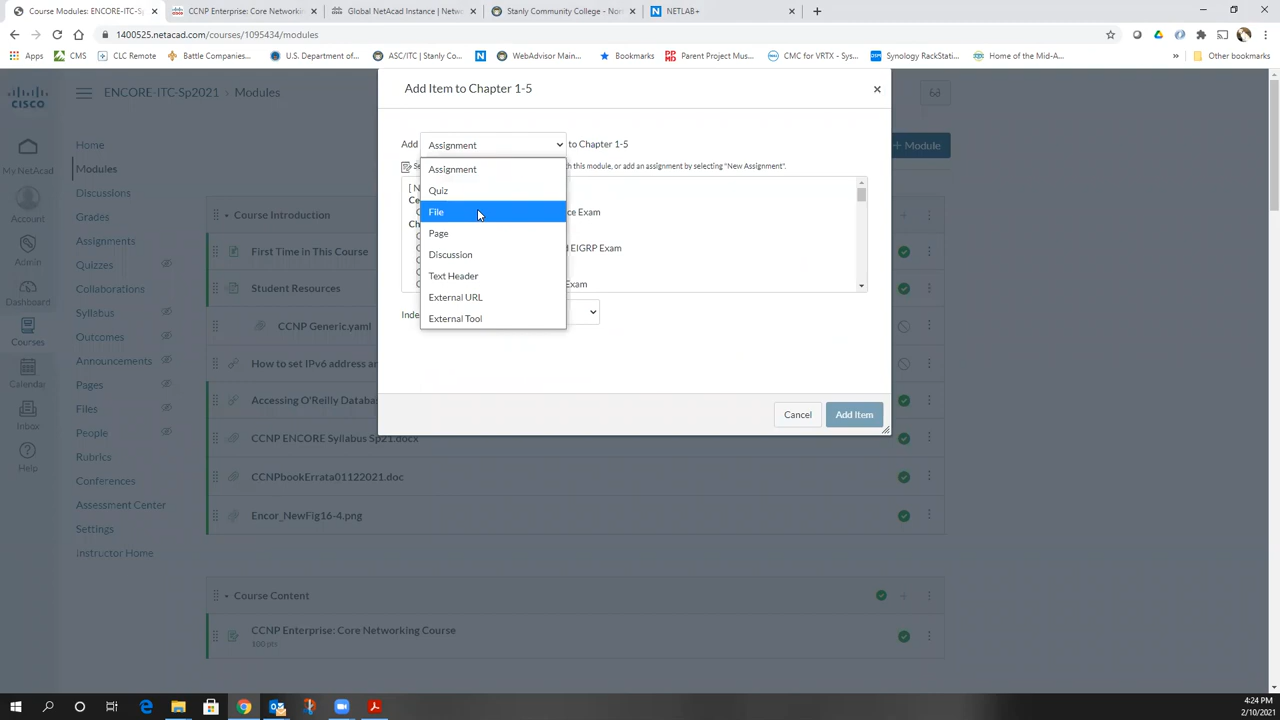 Course Modules: ENCORE-ITC-Sp
CCNP Enterprise: Core Networkin
Global NetAcad Instance | Netw
Stanly Community College - Nor
NETLAB+
1400525.netacad.com/courses/1095434/modules
Apps
CMS
CLC Remote
Battle Companies...
U.S. Department of...
ASC/ITC | Stanly Co...
WebAdvisor Main...
Bookmarks
Parent Project Mus...
CMC for VRTX - Sys...
Synology RackStati...
Home of the Mid-A...
»
Other bookmarks
CISCO
ENCORE-ITC-Sp2021 > Modules
Add Item to Chapter 1-5
Add Assignment to Chapter 1-5
h this module, or add an assignment by selecting "New Assignment".
Assignment
Quiz
File
Page
Discussion
Text Header
External URL
External Tool
[ N
Ce
ce Exam
Ch
d EIGRP Exam
Exam
Inde
Cancel
Add Item
+ Module
My NetAcad
Account
Admin
Dashboard
Courses
Calendar
Inbox
Help
Home
Modules
Discussions
Grades
Assignments
Quizzes
Collaborations
Syllabus
Outcomes
Announcements
Pages
Files
People
Rubrics
Conferences
Assessment Center
Settings
Instructor Home
Course Introduction
First Time in This Course
Student Resources
CCNP Generic.yaml
How to set IPv6 address ar
Accessing O'Reilly Databas
CCNP ENCORE Syllabus Sp21.docx
CCNPbookErrata01122021.doc
Encor_NewFig16-4.png
Course Content
CCNP Enterprise: Core Networking Course
100 pts
4:24 PM
2/10/2021